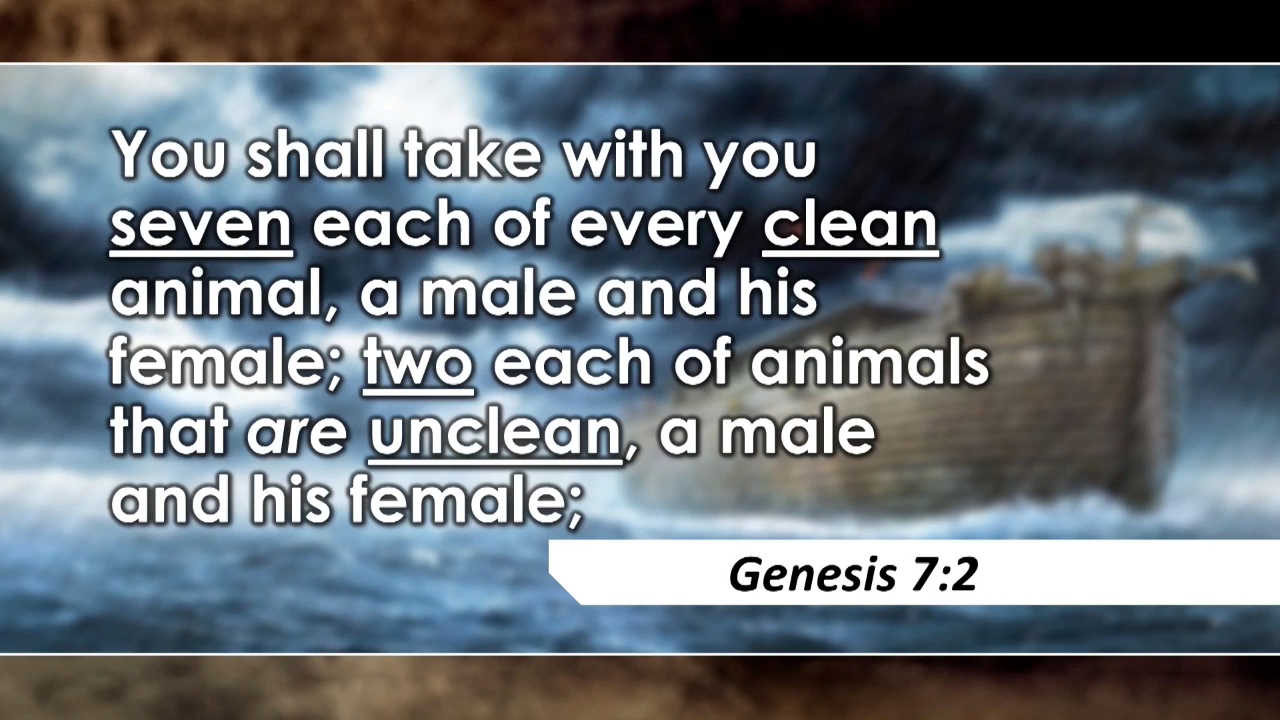 You shall take with you
seven each of every clean
animal, a male and his
female; two each of animals
that are unclean, a male
and his female;
Genesis 7:2